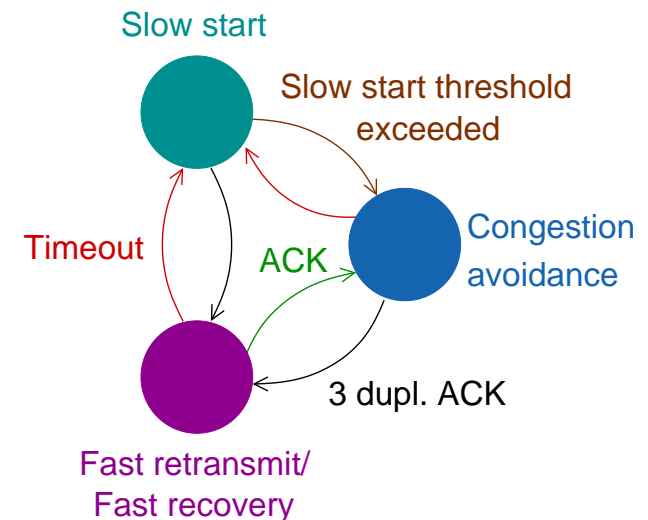 Slow start
Slow start threshold
exceeded
Timeout
ACK
Congestion
avoidance
3 dupl. ACK
Fast retransmit/
Fast recovery